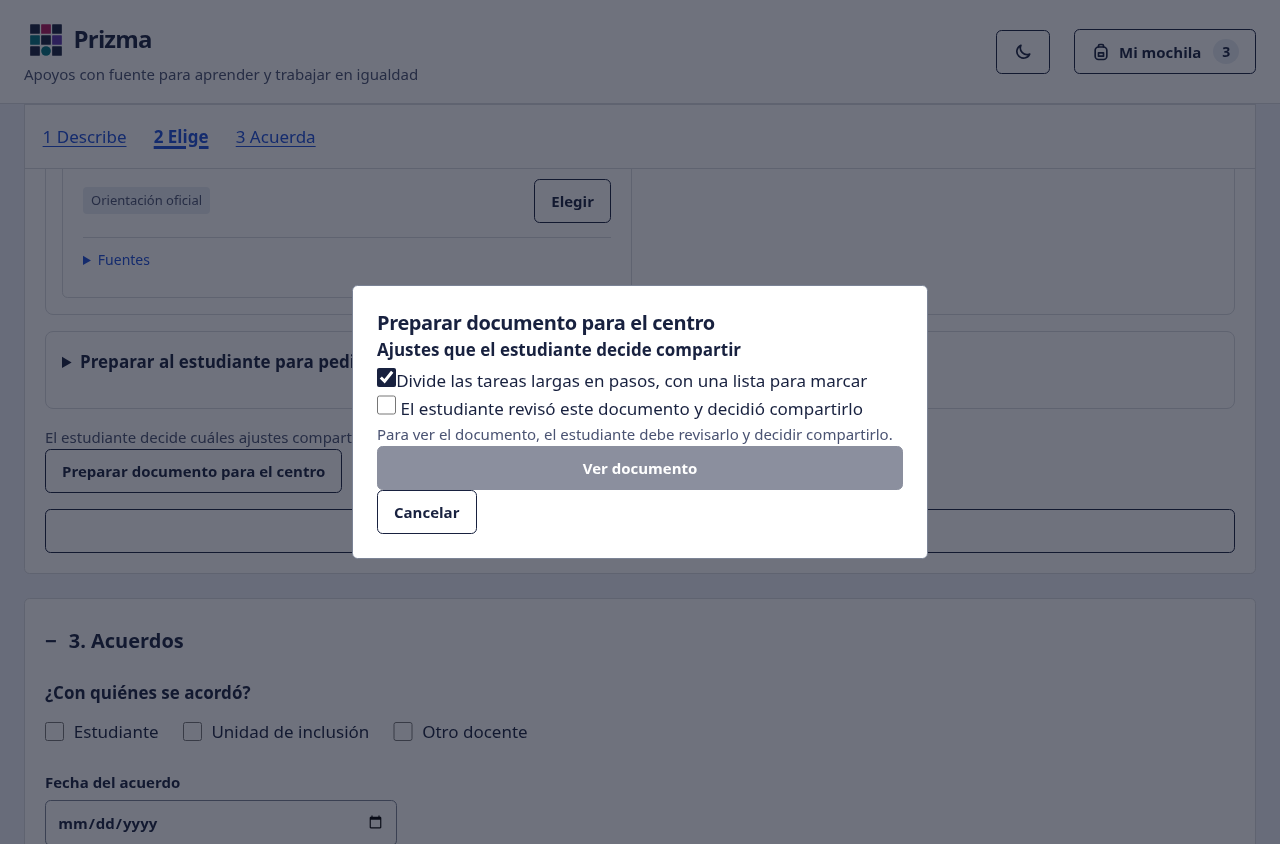 Prizma
Apoyos con fuente para aprender y trabajar en igualdad
Mi mochila 3
1 Describe 2 Elige 3 Acuerda
Orientación oficial
Elegir
Fuentes
Preparar al estudiante para pedi
El estudiante decide cuáles ajustes compart
Preparar documento para el centro
Preparar documento para el centro
Ajustes que el estudiante decide compartir
Divide las tareas largas en pasos, con una lista para marcar
El estudiante revisó este documento y decidió compartirlo
Para ver el documento, el estudiante debe revisarlo y decidir compartirlo.
Ver documento
Cancelar
− 3. Acuerdos
¿Con quiénes se acordó?
Estudiante Unidad de inclusión Otro docente
Fecha del acuerdo
mm/dd/yyyy